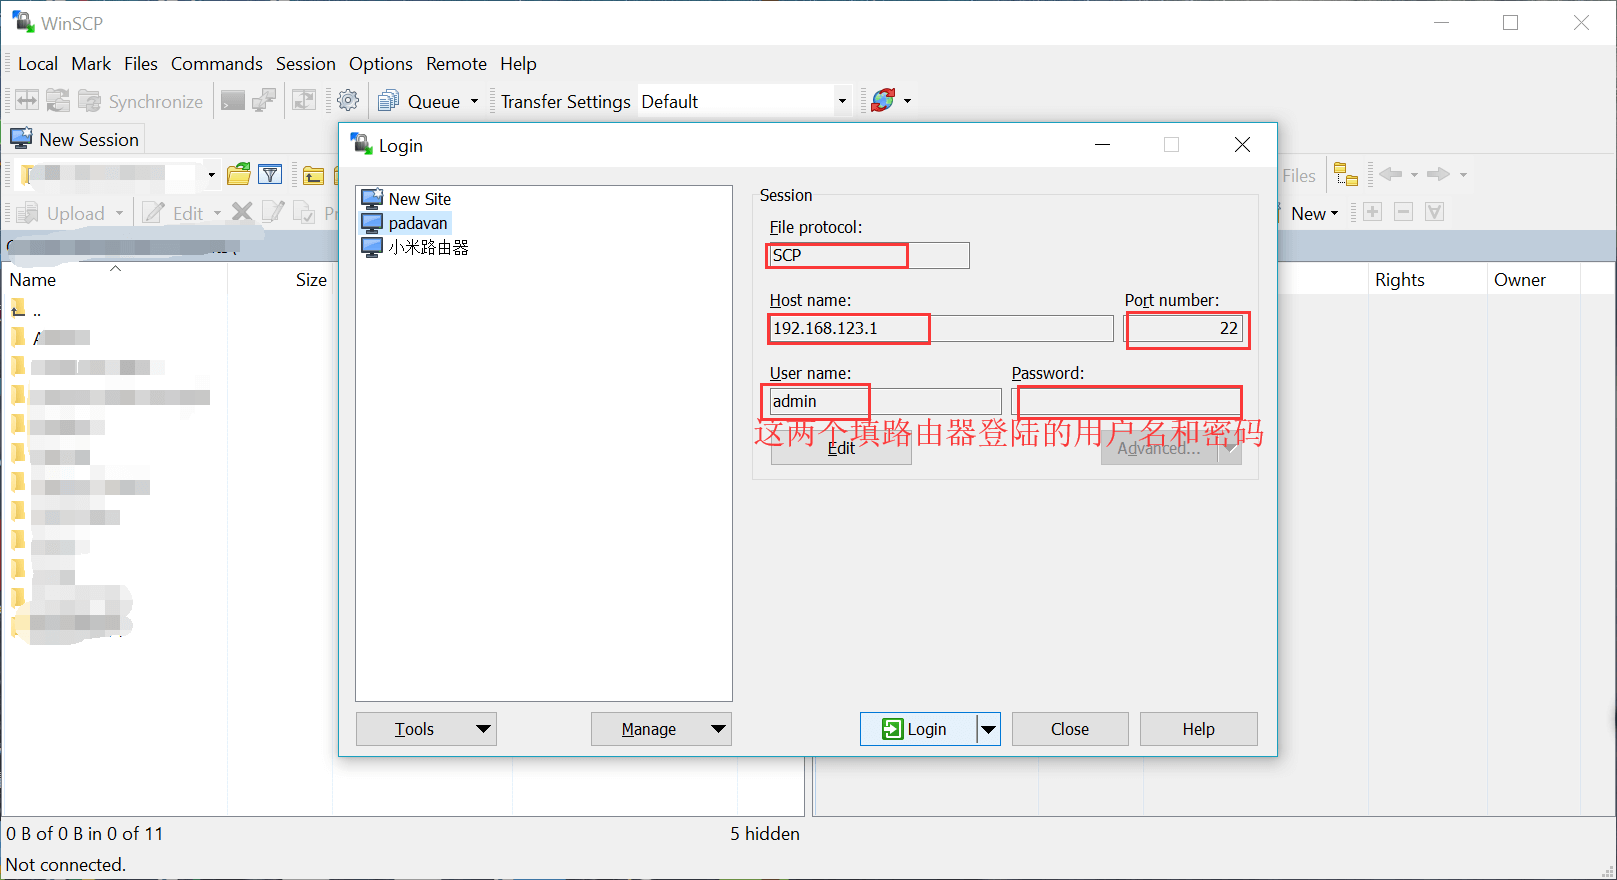 WinSCP
Local Mark Files Commands Session Options Remote Help
Synchronize Queue Transfer Settings Default
New Session
Upload Edit
Files
New
Name Size
Rights Owner
..
Login
New Site
padavan
小米路由器
Session
File protocol:
SCP
Host name: Port number:
192.168.123.1 22
User name: Password:
admin
这两个填路由器登陆的用户名和密码
Edit Advanced...
Tools Manage Login Close Help
0 B of 0 B in 0 of 11 5 hidden
Not connected.